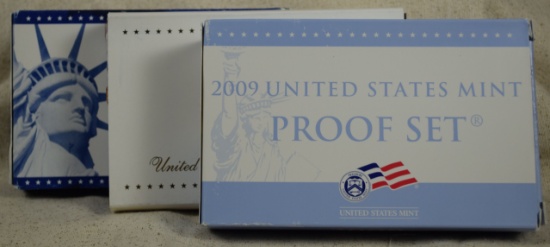 2009 UNITED STATES MINT
PROOF SET®
United
UNITED STATES MINT